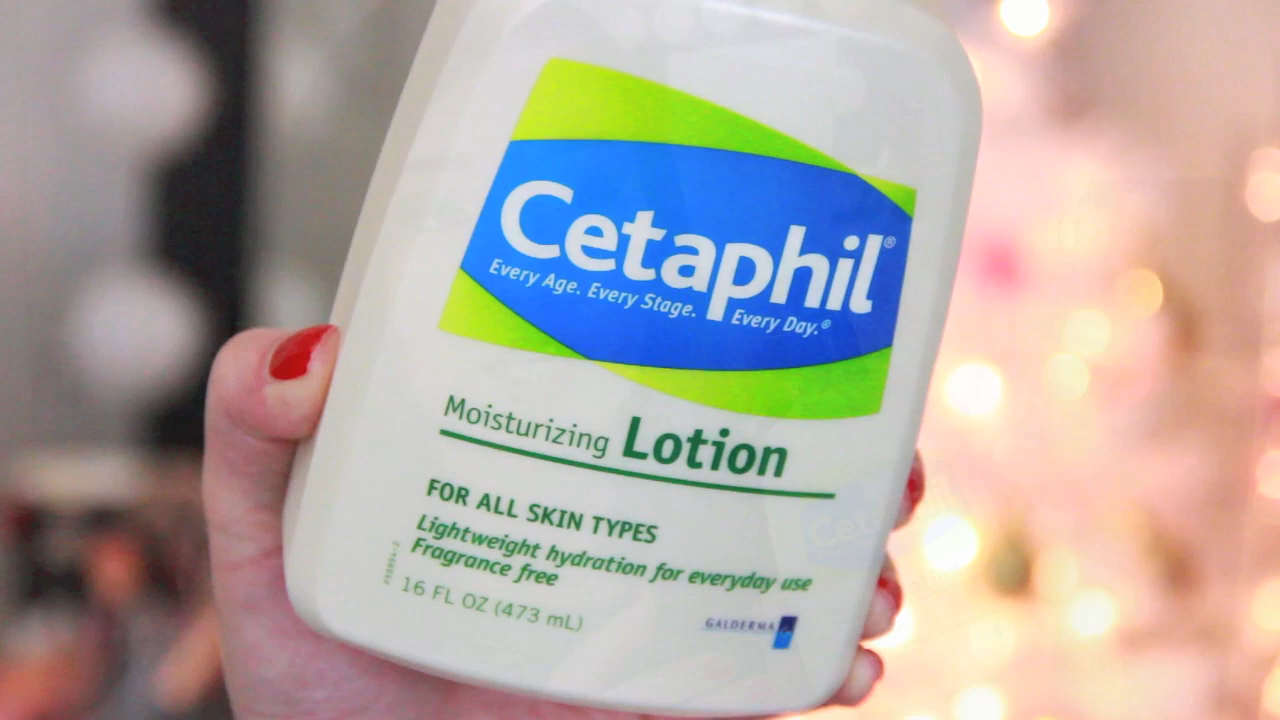 Cetaphil®
Every Age. Every Stage. Every Day.®
Moisturizing Lotion
FOR ALL SKIN TYPES
Lightweight hydration for everyday use
Fragrance free
16 FL OZ (473 mL)
GALDERMA